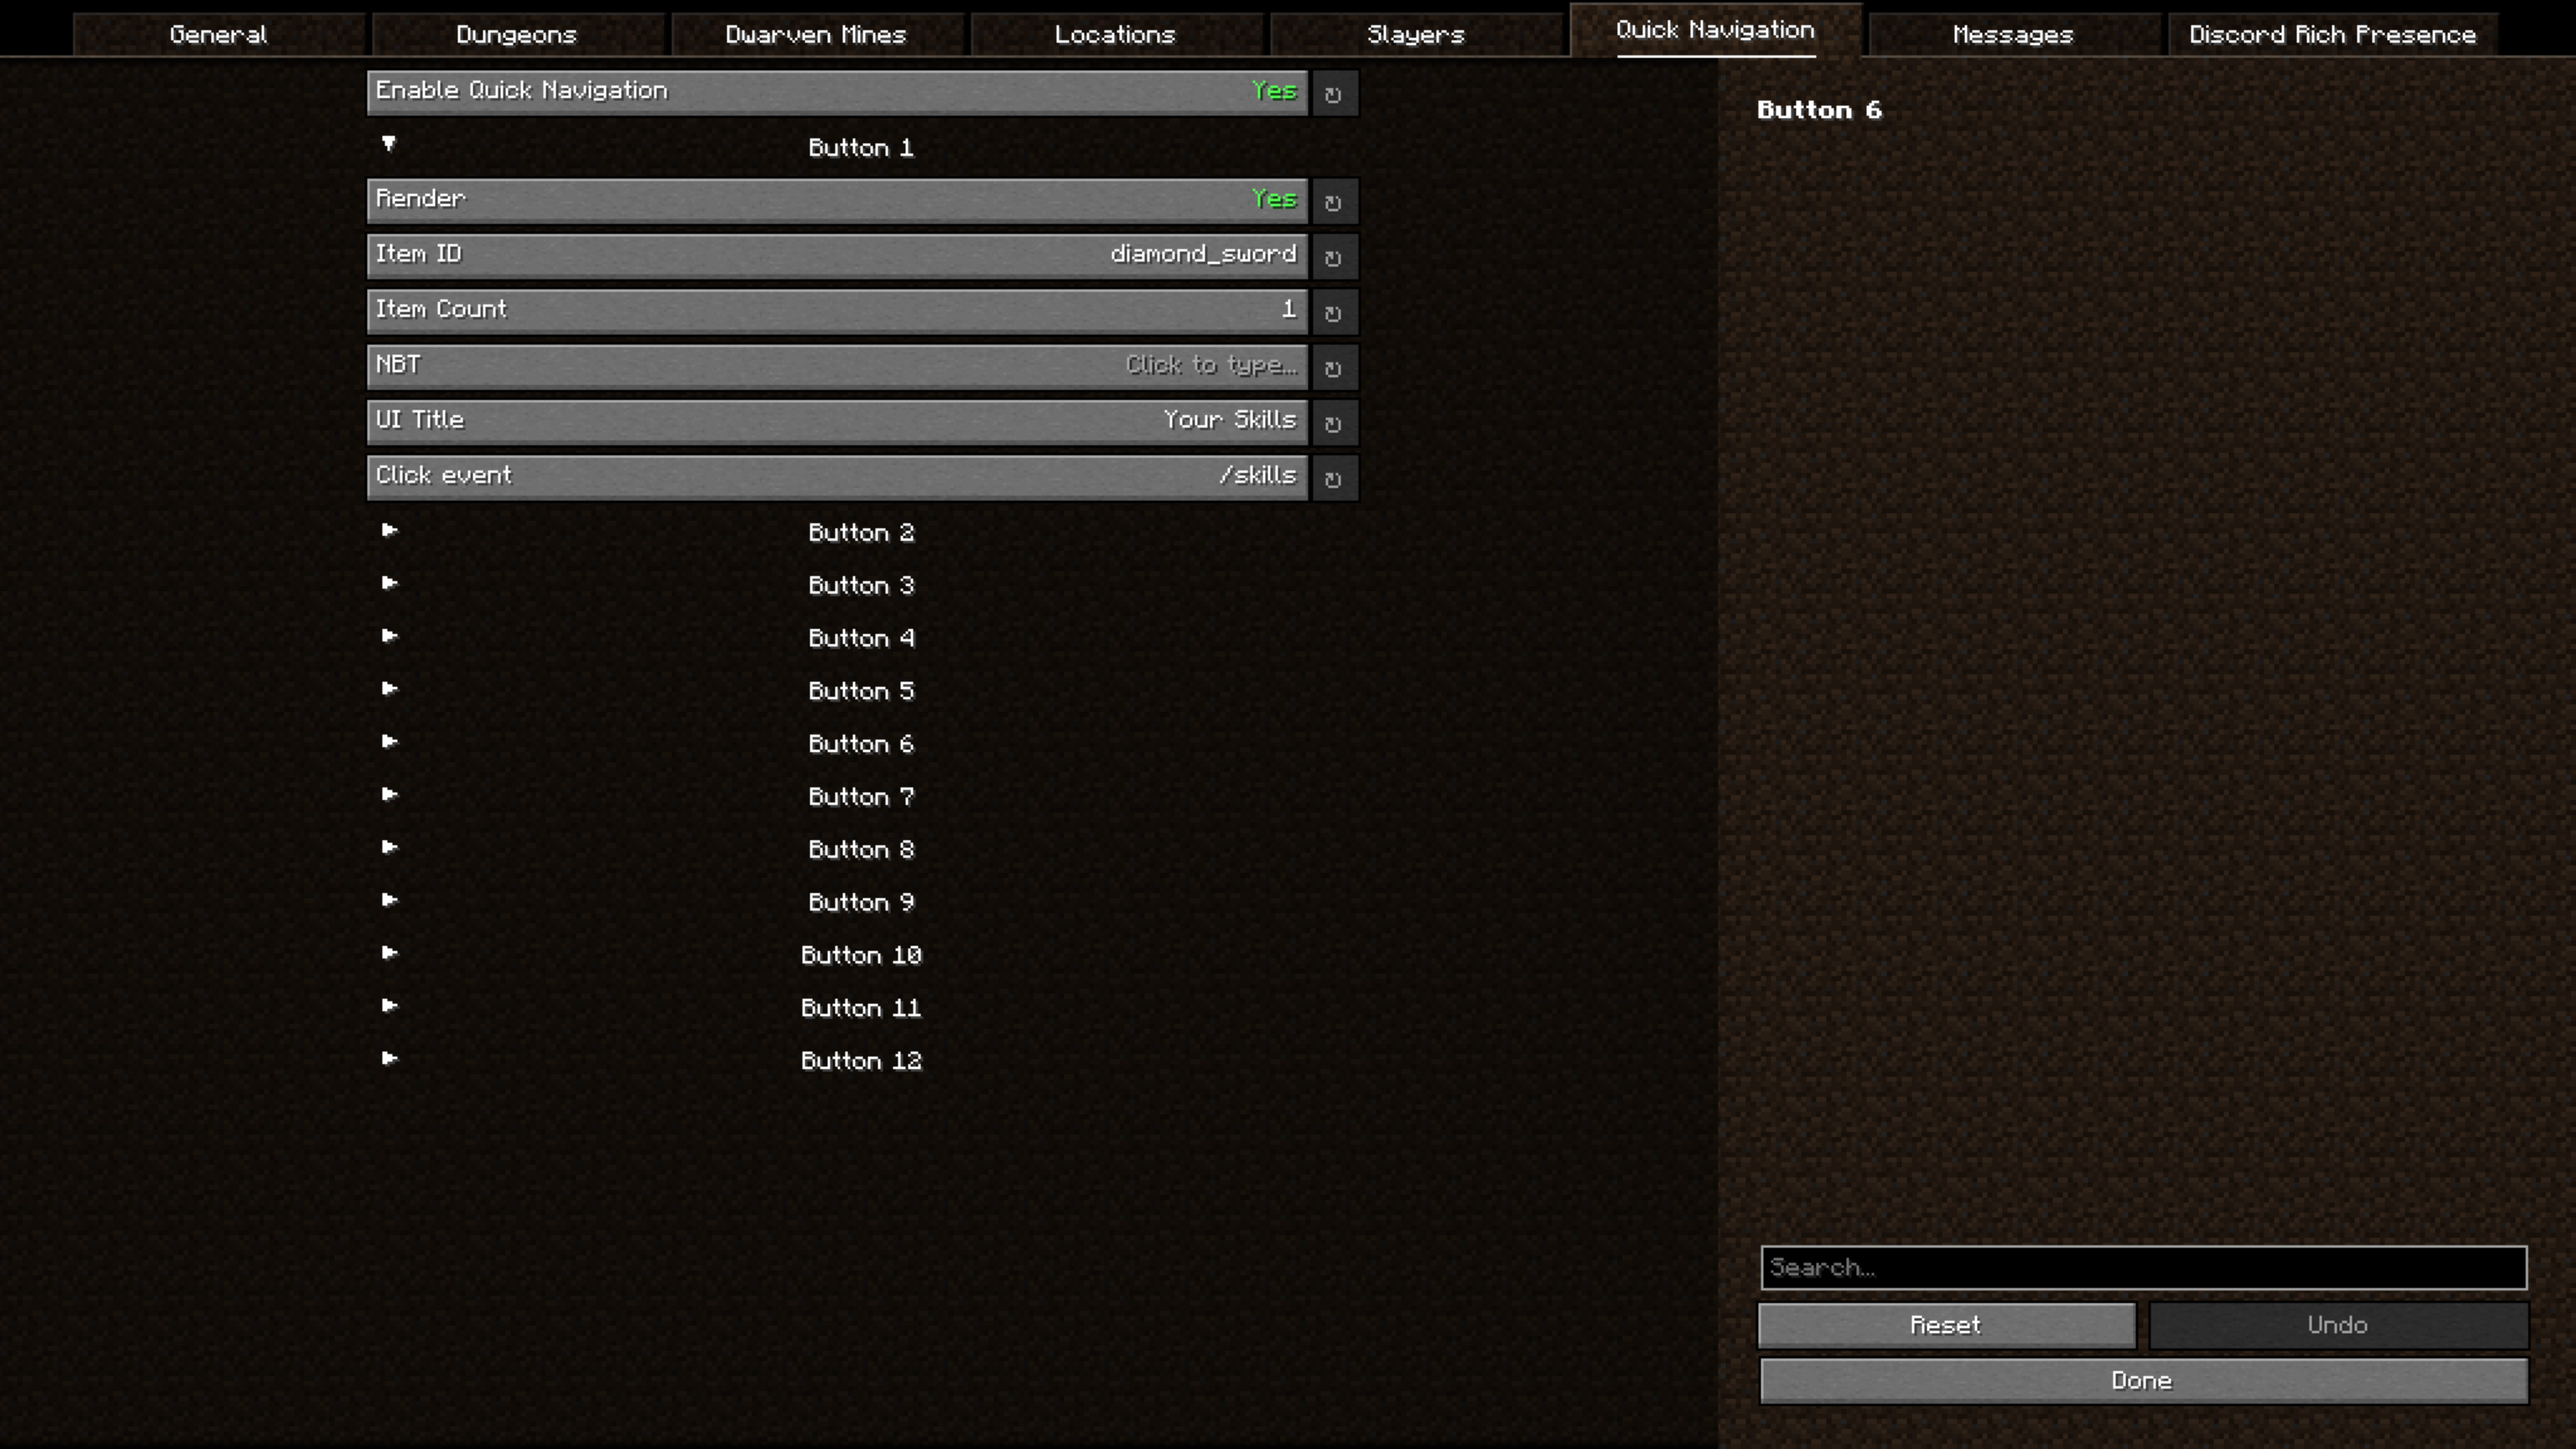 General Dungeons Dwarven Mines Locations Slayers Quick Navigation Messages Discord Rich Presence
Enable Quick Navigation Yes
Button 6
Button 1
Render Yes
Item ID diamond_sword
Item Count 1
NBT Click to type…
UI Title Your Skills
Click event /skills
Button 2
Button 3
Button 4
Button 5
Button 6
Button 7
Button 8
Button 9
Button 10
Button 11
Button 12
Search…
Reset Undo
Done